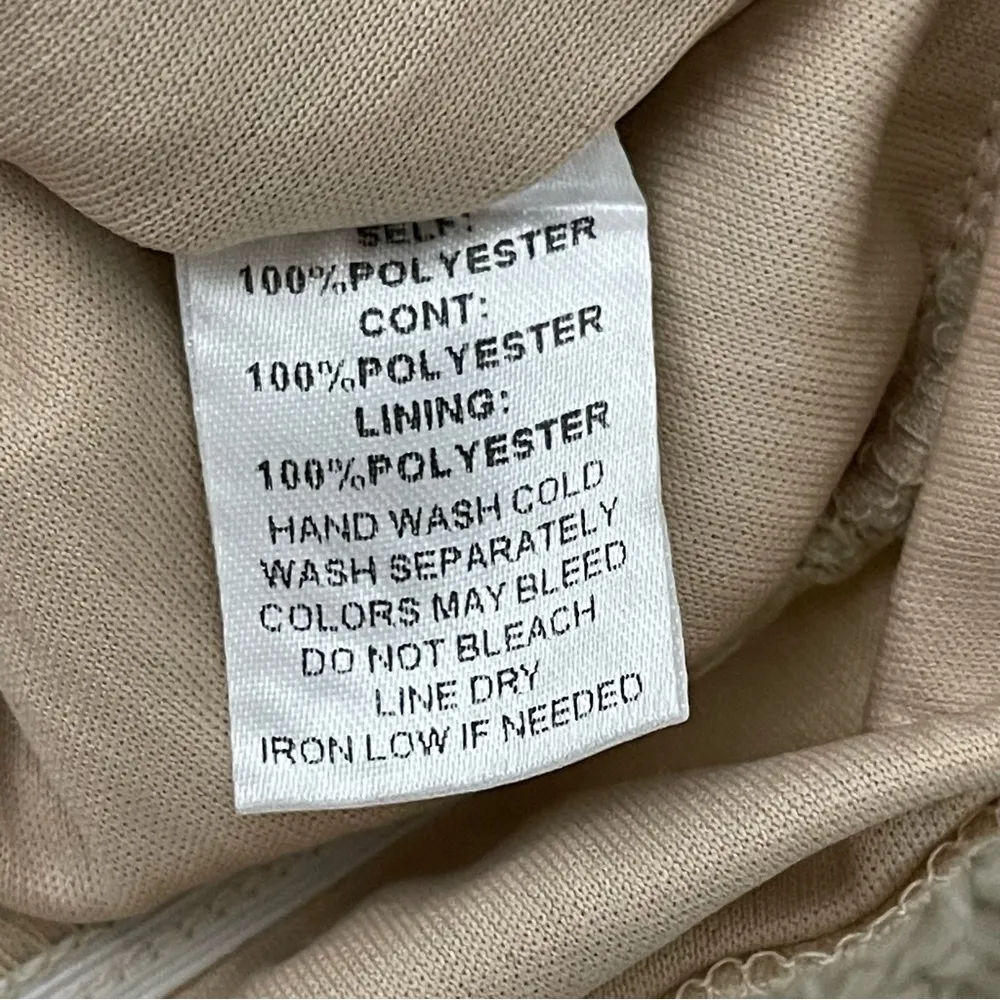 SELF:
100%POLYESTER
CONT:
100%POLYESTER
LINING:
100%POLYESTER
HAND WASH COLD
WASH SEPARATELY
COLORS MAY BLEED
DO NOT BLEACH
LINE DRY
IRON LOW IF NEEDED